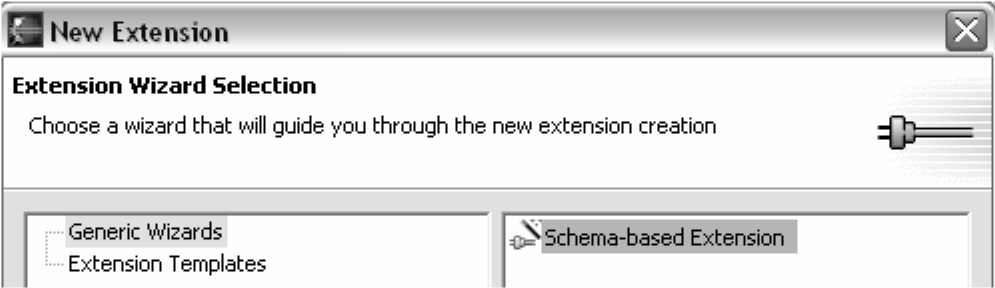 New Extension
Extension Wizard Selection
Choose a wizard that will guide you through the new extension creation
Generic Wizards
Extension Templates
Schema-based Extension